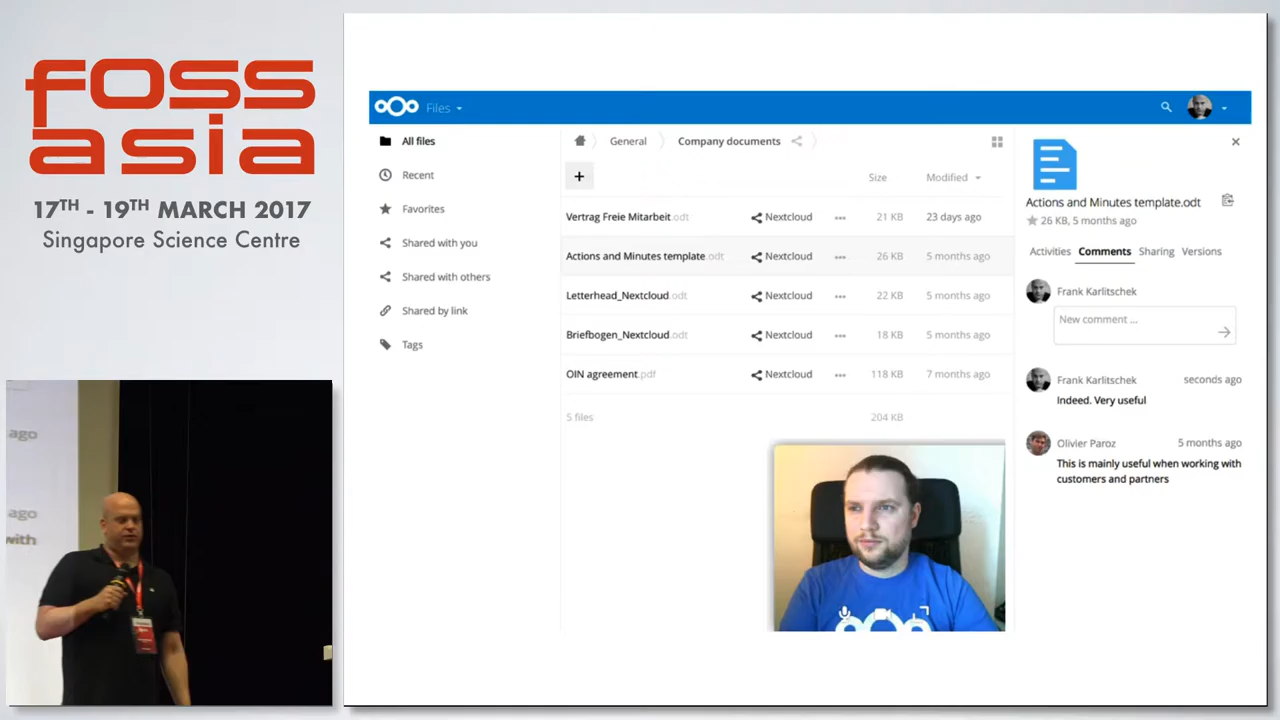 FOSS
asia
17TH - 19TH MARCH 2017
Singapore Science Centre
ago
ago
with
Files
All files
Recent
Favorites
Shared with you
Shared with others
Shared by link
Tags
General
Company documents
+
Size
Modified
Vertrag Freie Mitarbeit.odt Nextcloud ... 21 KB 23 days ago
Actions and Minutes template.odt Nextcloud ... 26 KB 5 months ago
Letterhead_Nextcloud.odt Nextcloud ... 22 KB 5 months ago
Briefbogen_Nextcloud.odt Nextcloud ... 18 KB 5 months ago
OIN agreement.pdf Nextcloud ... 118 KB 7 months ago
5 files 204 KB
Actions and Minutes template.odt
26 KB, 5 months ago
Activities Comments Sharing Versions
Frank Karlitschek
New comment ...
Frank Karlitschek seconds ago
Indeed. Very useful
Olivier Paroz 5 months ago
This is mainly useful when working with
customers and partners